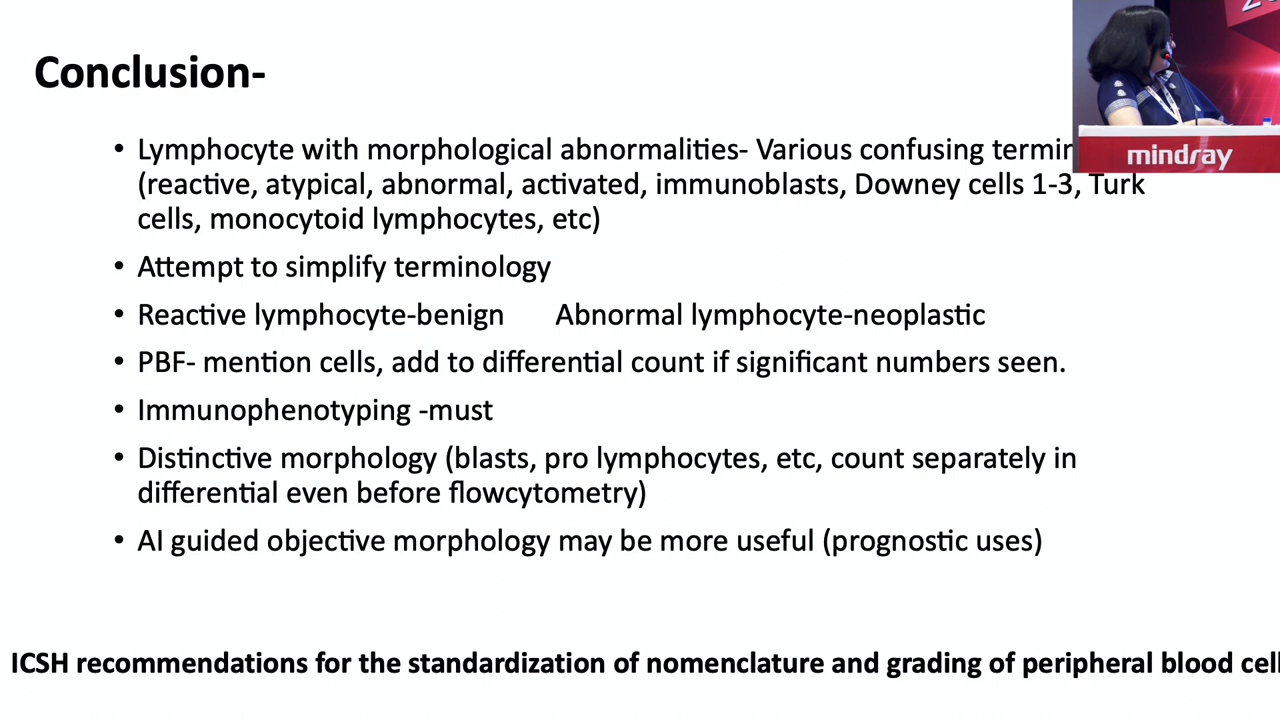 Conclusion-
• Lymphocyte with morphological abnormalities- Various confusing
(reactive, atypical, abnormal, activated, immunoblasts, Downey cells 1-3, Turk
cells, monocytoid lymphocytes, etc)
• Attempt to simplify terminology
• Reactive lymphocyte-benign Abnormal lymphocyte-neoplastic
• PBF- mention cells, add to differential count if significant numbers seen.
• Immunophenotyping -must
• Distinctive morphology (blasts, pro lymphocytes, etc, count separately in
differential even before flowcytometry)
• AI guided objective morphology may be more useful (prognostic uses)
ICSH recommendations for the standardization of nomenclature and grading of peripheral blood
mindray